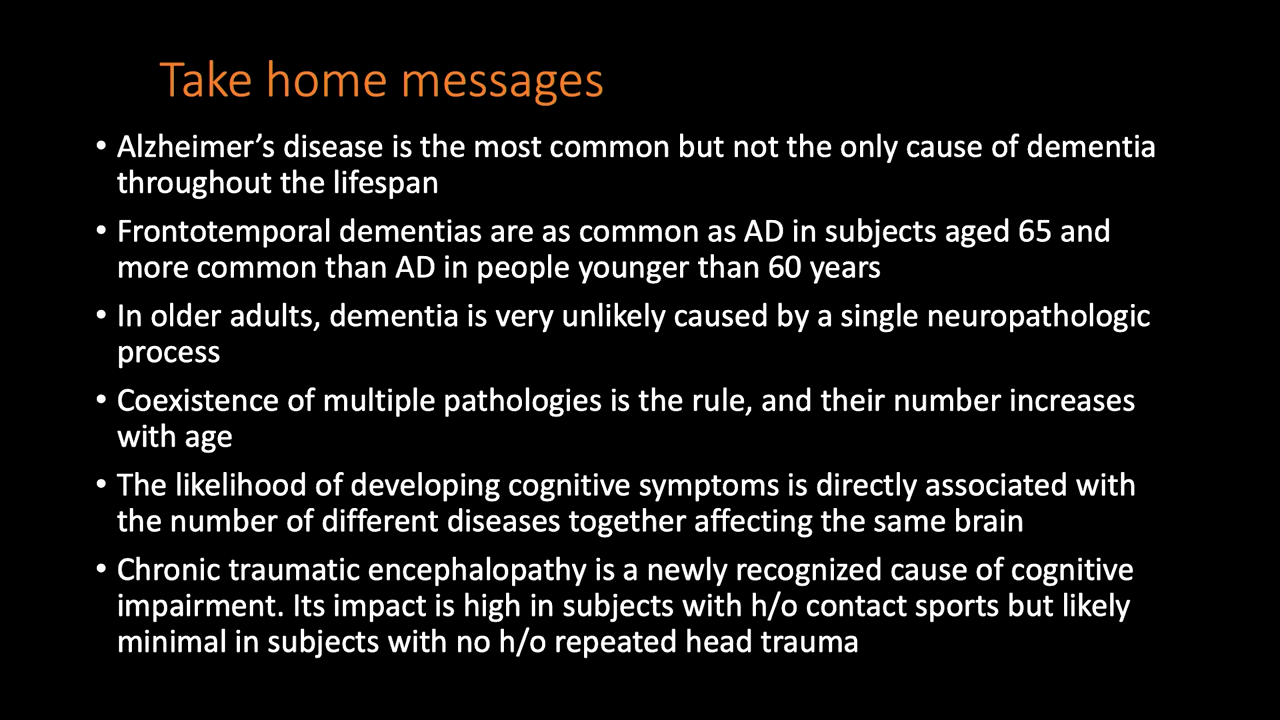 Take home messages
• Alzheimer’s disease is the most common but not the only cause of dementia
throughout the lifespan
• Frontotemporal dementias are as common as AD in subjects aged 65 and
more common than AD in people younger than 60 years
• In older adults, dementia is very unlikely caused by a single neuropathologic
process
• Coexistence of multiple pathologies is the rule, and their number increases
with age
• The likelihood of developing cognitive symptoms is directly associated with
the number of different diseases together affecting the same brain
• Chronic traumatic encephalopathy is a newly recognized cause of cognitive
impairment. Its impact is high in subjects with h/o contact sports but likely
minimal in subjects with no h/o repeated head trauma